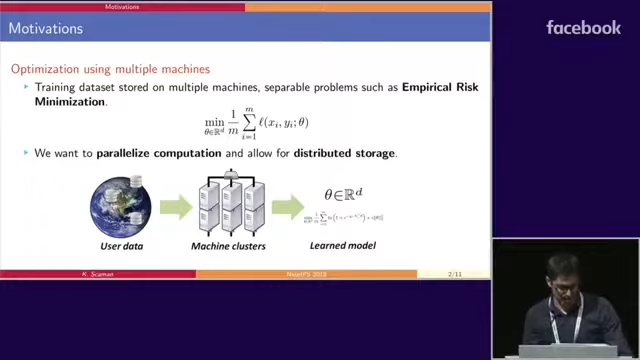 Motivations
Motivations
facebook
Optimization using multiple machines
Training dataset stored on multiple machines, separable problems such as Empirical Risk
Minimization.
min θ∈ℝᵈ 1/m ∑ᵢ₌₁ᵐ ℓ(xᵢ, yᵢ; θ)
We want to parallelize computation and allow for distributed storage.
θ∈ℝᵈ
User data
Machine clusters
Learned model
K. Scaman
NeurIPS 2018
2/11